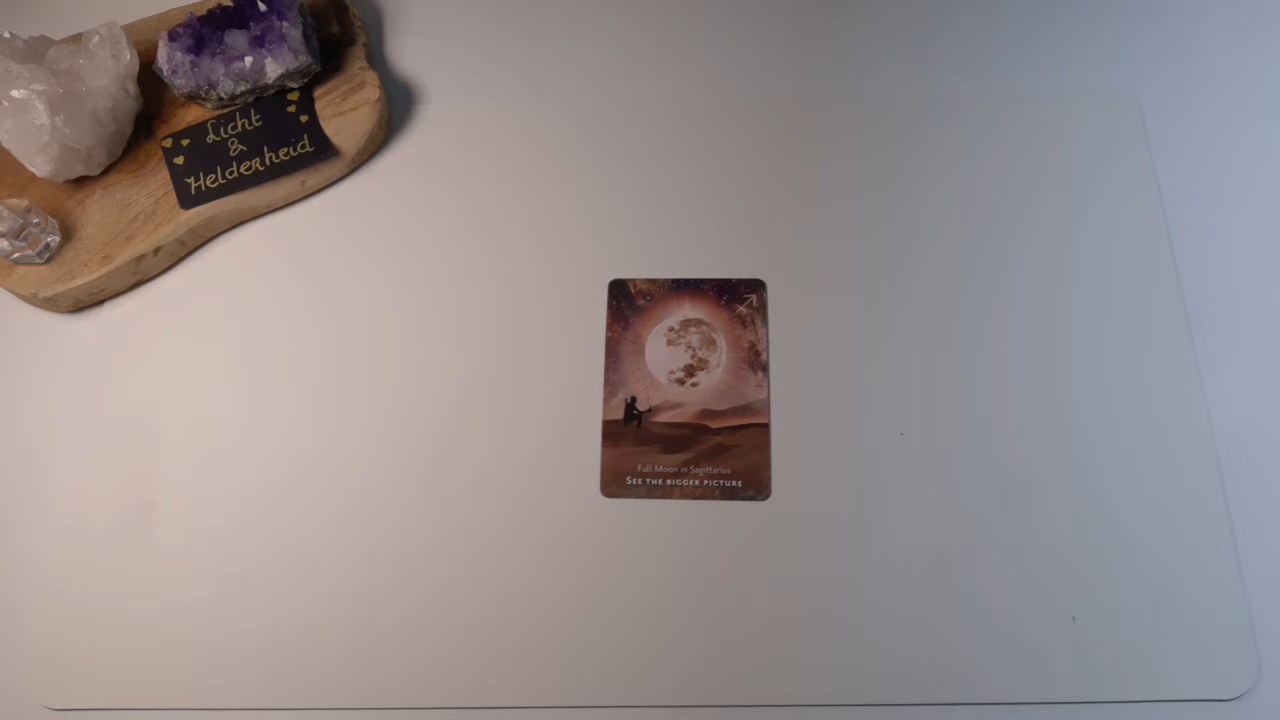 Licht
&
Helderheid
Full Moon in Sagittarius
SEE THE BIGGER PICTURE